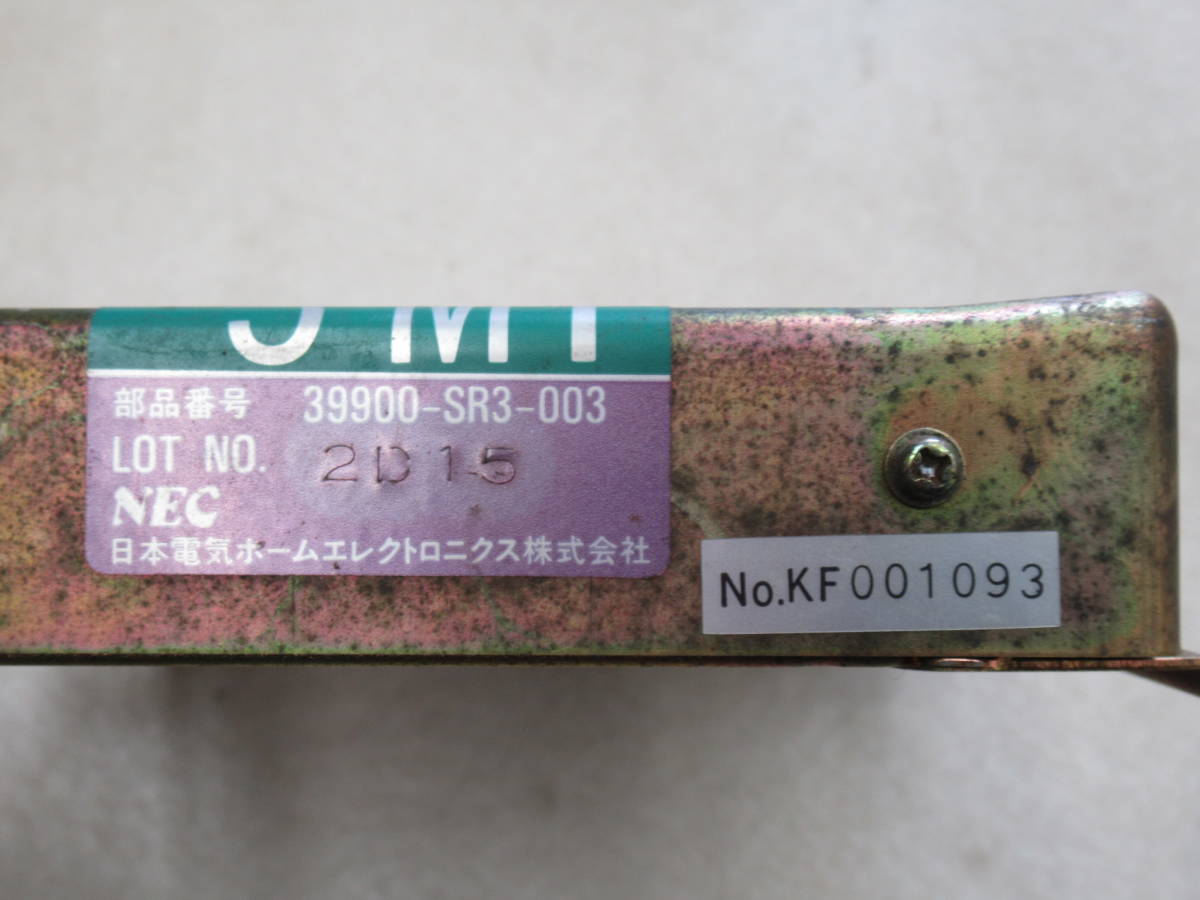 部品番号 39900-SR3-003
LOT NO. 2D15
NEC
日本電気ホームエレクトロニクス株式会社
No.KF001093